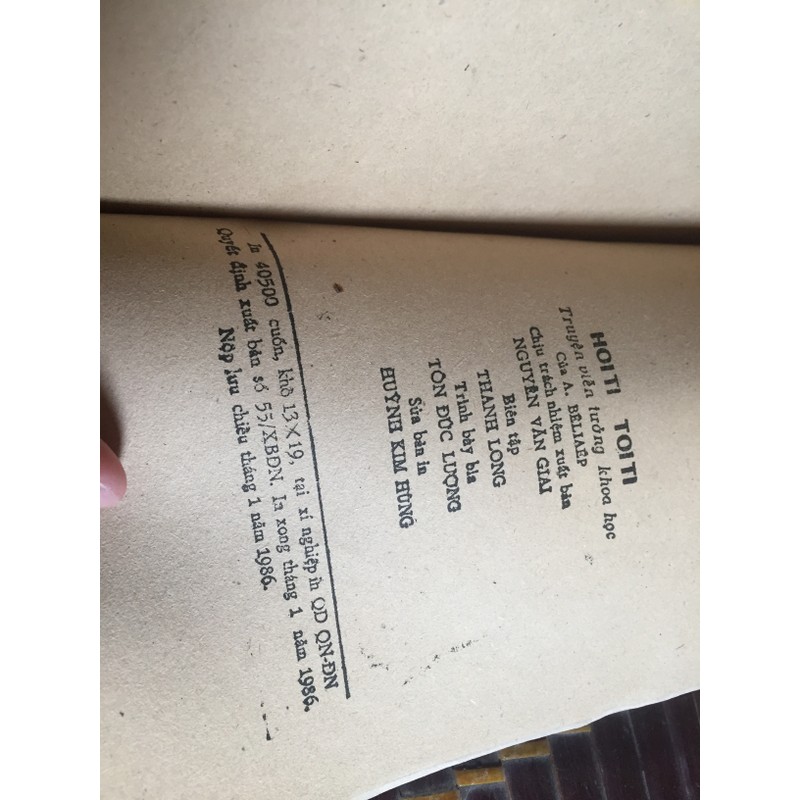 HOITI TOITI
Truyện viễn tưởng khoa học
Của A. BÊLIAÉP
Chịu trách nhiệm xuất bản
NGUYỄN VĂN GIAI
Biên tập
THANH LONG
Trình bày bìa
TÔN ĐỨC LƯỢNG
Sửa bản in
HUỲNH KIM HÙNG
In 40500 cuốn, khổ 13×19, tại xí nghiệp in QD QN-ĐN
Quyết định xuất bản số 55/XBĐN. In xong tháng 1 năm 1986.
Nộp lưu chiều tháng 1 năm 1986.